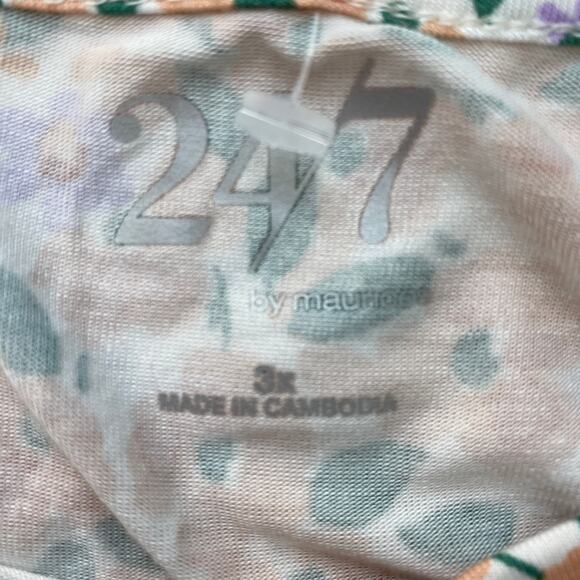 24/7
by maurices
3x
MADE IN CAMBODIA